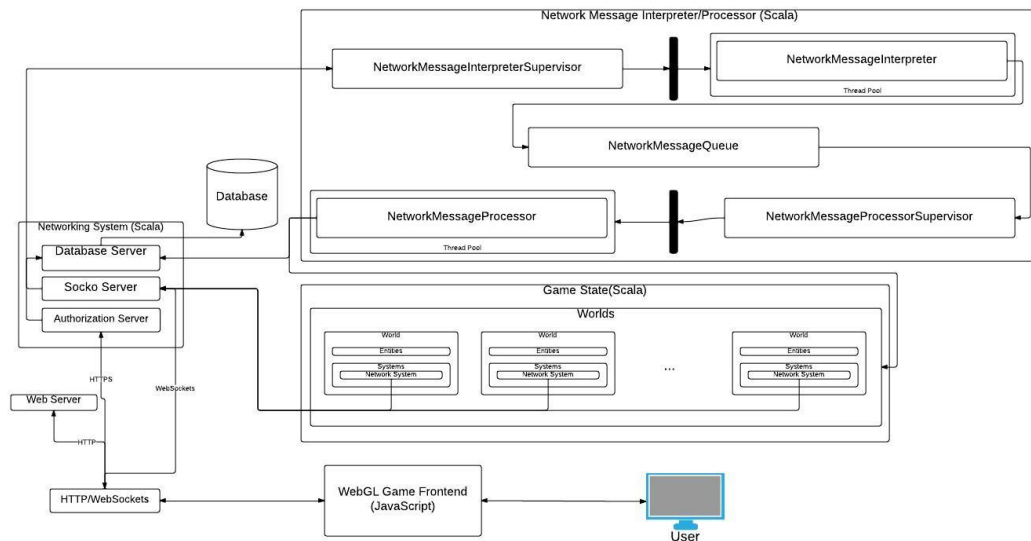 Network Message Interpreter/Processor (Scala)
NetworkMessageInterpreterSupervisor
NetworkMessageInterpreter
Thread Pool
NetworkMessageQueue
Database
NetworkMessageProcessor
NetworkMessageProcessorSupervisor
Thread Pool
Networking System (Scala)
Database Server
Socko Server
Authorization Server
Game State(Scala)
Worlds
World
World
World
Entities
Entities
Entities
Systems
Systems
Systems
Network System
Network System
Network System
...
HTTPS
WebSockets
Web Server
HTTP
HTTP/WebSockets
WebGL Game Frontend
(JavaScript)
User